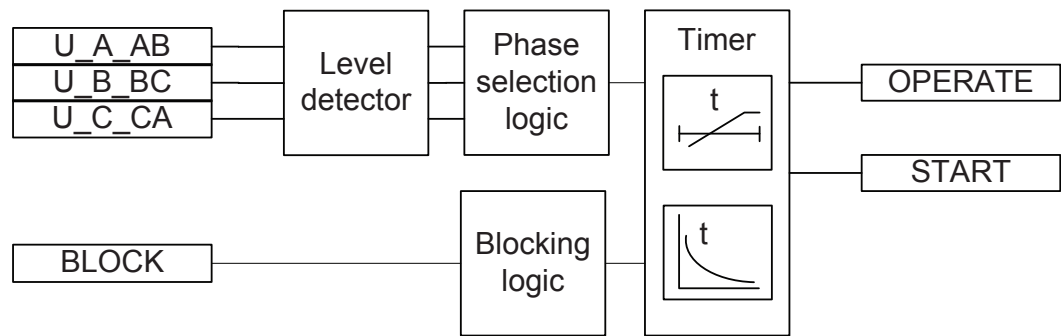 U_A_AB
U_B_BC
U_C_CA
Level
detector
Phase
selection
logic
Timer
t
OPERATE
START
BLOCK
Blocking
logic
t